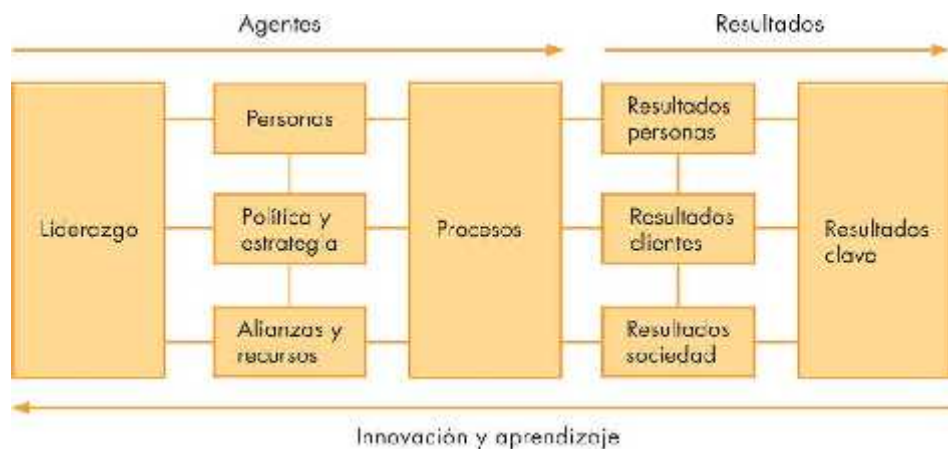 Agentes
Resultados
Liderazgo
Personas
Política y
estrategia
Alianzas y
recursos
Procesos
Resultados
personas
Resultados
clientes
Resultados
sociedad
Resultados
clave
Innovación y aprendizaje